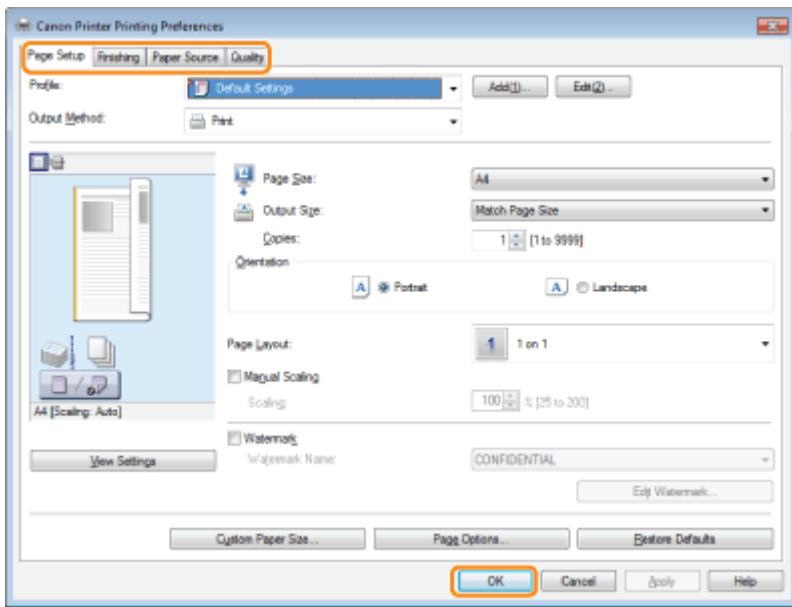 Canon Printer Printing Preferences
Page Setup Finishing Paper Source Quality
Profile: Default Settings Add(1)... Edit(2)...
Output Method: Print
Page Size: A4
Output Size: Match Page Size
Copies: 1 [1 to 9999]
Orientation
A Portrait A Landscape
Page Layout: 1 1 on 1
Manual Scaling
Scaling: 100 % [25 to 200]
A4 [Scaling: Auto]
Watermark
View Settings Watermark Name: CONFIDENTIAL
Edit Watermark...
Custom Paper Size... Page Options... Restore Defaults
OK Cancel Apply Help